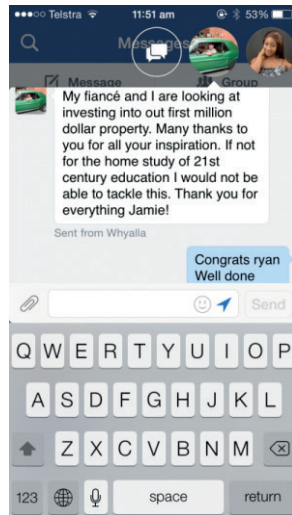 Telstra 11:51 am 53%
Messages
Message Group
My fiancé and I are looking at
investing into out first million
dollar property. Many thanks to
you for all your inspiration. If not
for the home study of 21st
century education I would not be
able to tackle this. Thank you for
everything Jamie!
Sent from Whyalla
Congrats ryan
Well done
Send
Q W E R T Y U I O P
A S D F G H J K L
Z X C V B N M
123 space return